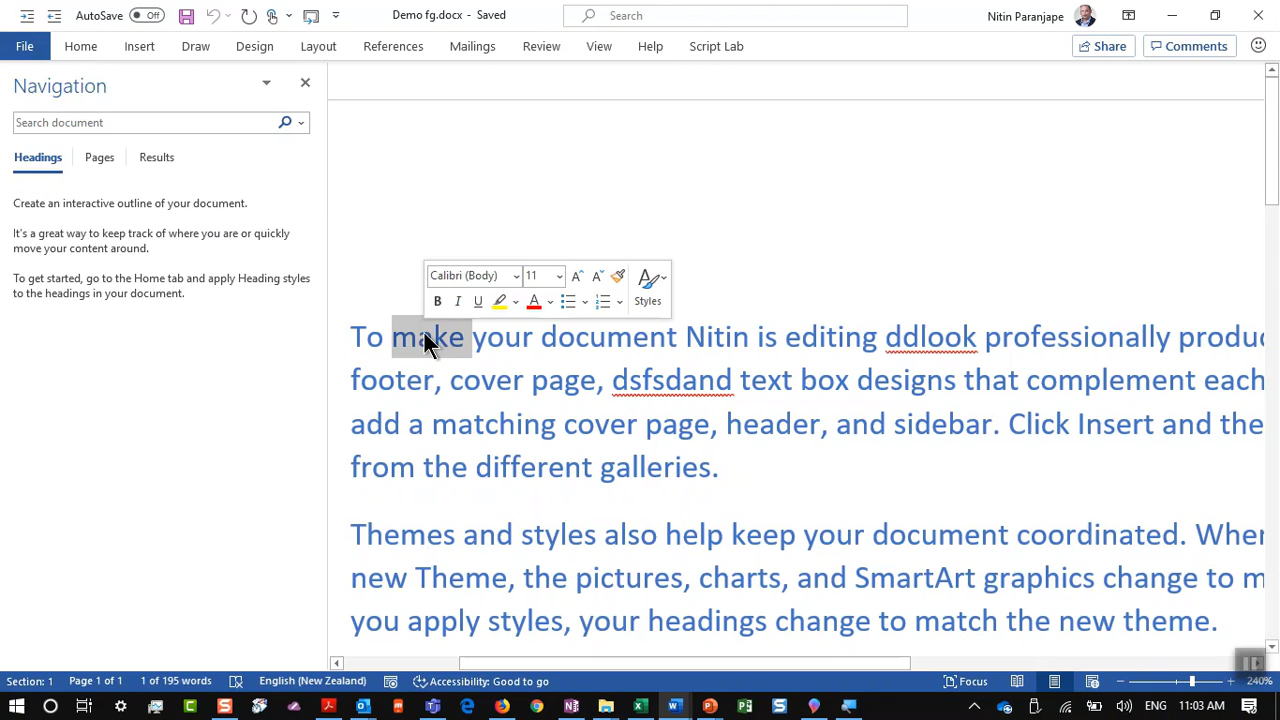 AutoSave Off Demo fg.docx - Saved Search Nitin Paranjape
File Home Insert Draw Design Layout References Mailings Review View Help Script Lab Share Comments
Navigation
Search document
Headings Pages Results
Create an interactive outline of your document.
It's a great way to keep track of where you are or quickly
move your content around.
To get started, go to the Home tab and apply Heading styles
to the headings in your document.
Calibri (Body) 11
B I U A Styles
To make your document Nitin is editing ddlook professionally produc
footer, cover page, dsfsdand text box designs that complement each
add a matching cover page, header, and sidebar. Click Insert and the
from the different galleries.
Themes and styles also help keep your document coordinated. When
new Theme, the pictures, charts, and SmartArt graphics change to m
you apply styles, your headings change to match the new theme.
Section: 1 Page 1 of 1 1 of 195 words English (New Zealand) Accessibility: Good to go Focus 240%
11:03 AM